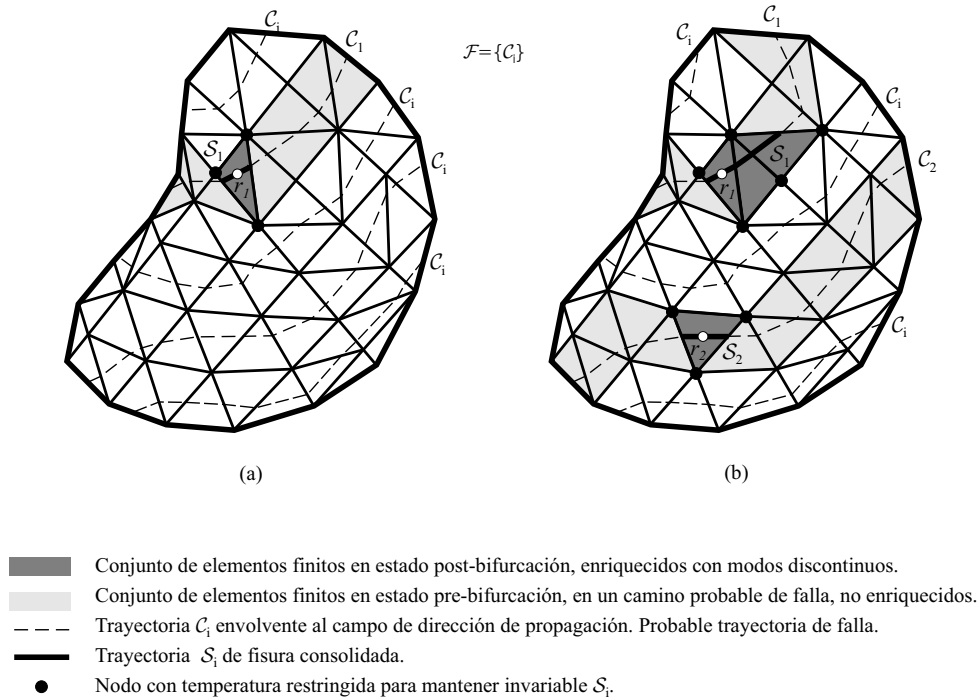 𝒞i
𝒞1
ℱ={𝒞i}
𝒞i
𝒞i
𝒞i
𝒮1
r1
(a)
𝒞1
𝒞i
𝒞i
𝒞2
𝒞i
𝒮1
r1
r2
𝒮2
(b)
Conjunto de elementos finitos en estado post-bifurcación, enriquecidos con modos discontinuos.
Conjunto de elementos finitos en estado pre-bifurcación, en un camino probable de falla, no enriquecidos.
Trayectoria 𝒞i envolvente al campo de dirección de propagación. Probable trayectoria de falla.
Trayectoria 𝒮i de fisura consolidada.
Nodo con temperatura restringida para mantener invariable 𝒮i.